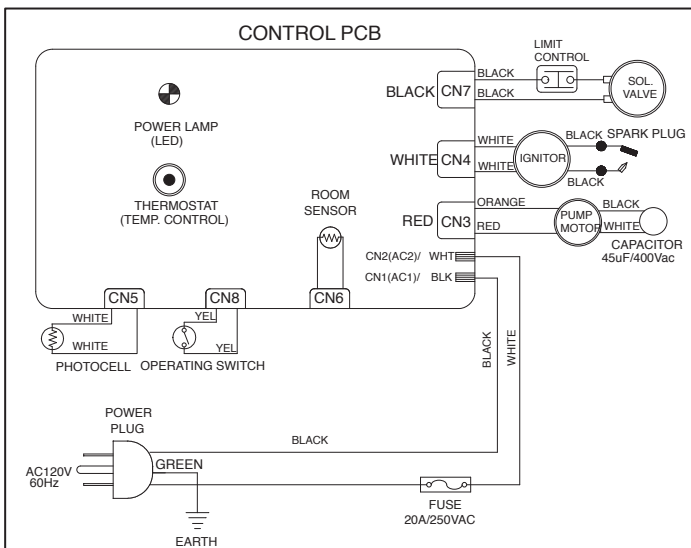 CONTROL PCB
LIMIT
CONTROL
BLACK
BLACK CN7
BLACK
SOL.
VALVE
POWER LAMP
(LED)
WHITE
WHITE CN4
WHITE
IGNITOR
BLACK
SPARK PLUG
BLACK
THERMOSTAT
(TEMP. CONTROL)
ROOM
SENSOR
ORANGE
RED CN3
RED
PUMP
MOTOR
BLACK
WHITE
CAPACITOR
45uF/400Vac
CN2(AC2)/ WHT
CN1(AC1)/ BLK
CN5
CN8
CN6
WHITE
WHITE
PHOTOCELL
YEL
YEL
OPERATING SWITCH
BLACK
WHITE
POWER
PLUG
BLACK
GREEN
AC120V
60Hz
EARTH
FUSE
20A/250VAC